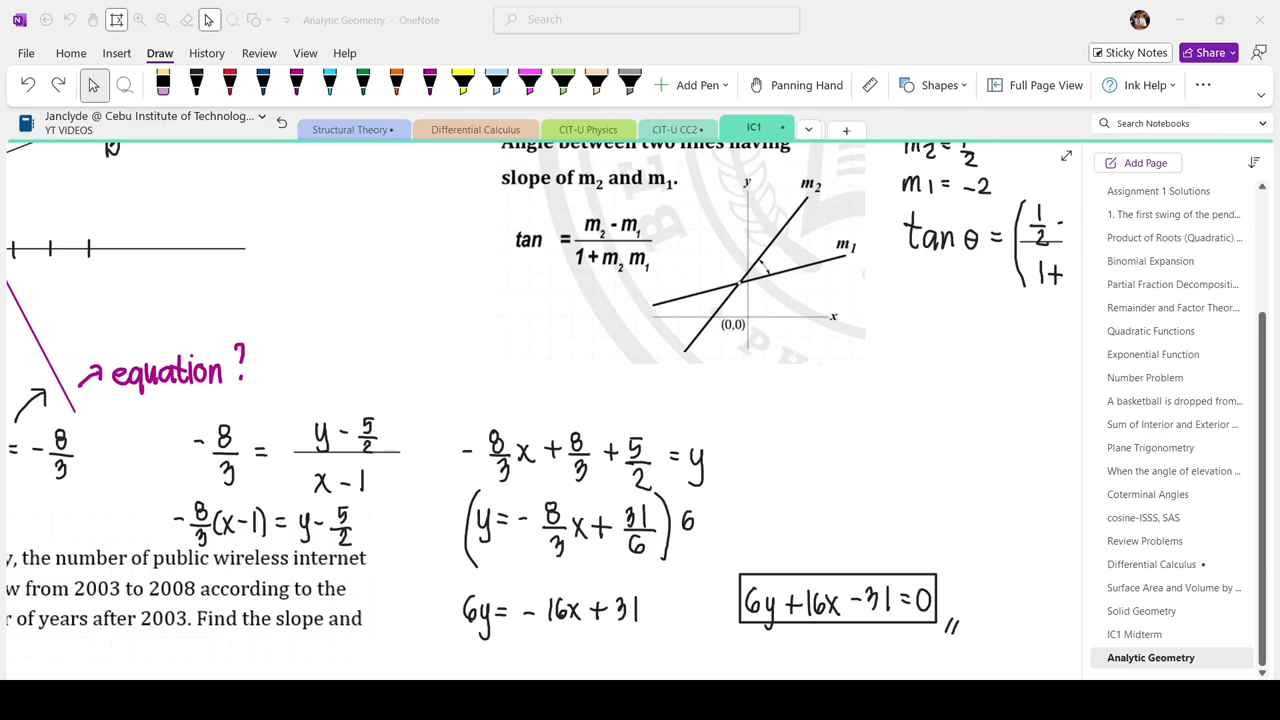 Analytic Geometry - OneNote
Search
File Home Insert Draw History Review View Help
Sticky Notes
Share
Add Pen
Panning Hand
Shapes
Full Page View
Ink Help
Janclyde @ Cebu Institute of Technolog...
YT VIDEOS
Structural Theory
Differential Calculus
CIT-U Physics
CIT-U CC2
IC1
Search Notebooks
Add Page
Assignment 1 Solutions
1. The first swing of the pend...
Product of Roots (Quadratic) ...
Binomial Expansion
Partial Fraction Decompositi...
Remainder and Factor Theor...
Quadratic Functions
Exponential Function
Number Problem
A basketball is dropped from...
Sum of Interior and Exterior ...
Plane Trigonometry
When the angle of elevation ...
Coterminal Angles
cosine-ISSS, SAS
Review Problems
Differential Calculus
Surface Area and Volume by ...
Solid Geometry
IC1 Midterm
Analytic Geometry
Angle between two lines having
slope of m₂ and m₁.
tan = (m₂ - m₁)/(1 + m₂ m₁)
y
m₂
m₁
x
(0,0)
m₂ = 1/2
m₁ = -2
tan θ = (1/2 -
1+
equation ?
= -8/3
-8/3 = (y - 5/2)/(x - 1)
-8/3(x-1) = y - 5/2
-8/3x + 8/3 + 5/2 = y
(y = -8/3x + 31/6) 6
6y = -16x + 31
6y + 16x - 31 = 0
y, the number of public wireless internet
w from 2003 to 2008 according to the
r of years after 2003. Find the slope and